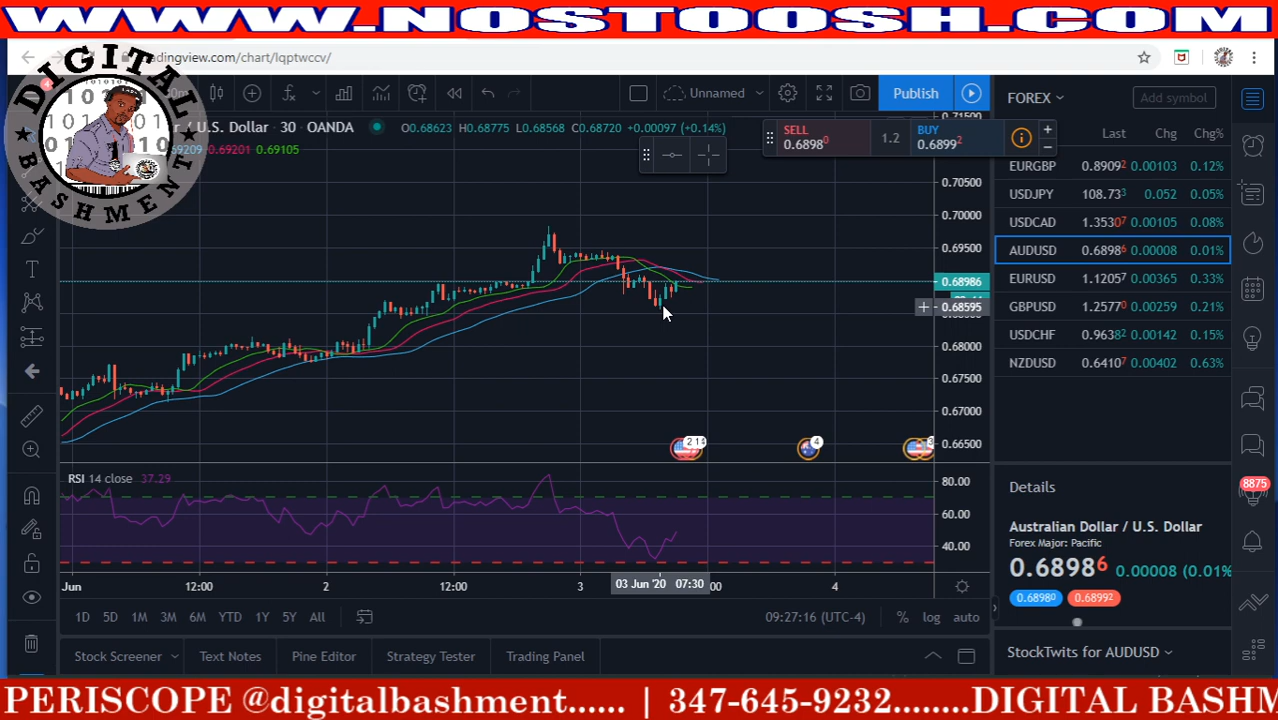 WWW.NOSTOOSH.COM
DIGITAL
BASHMENT
adingview.com/chart/lqptwccv/
Unnamed
Publish
FOREX
Add symbol
r / U.S. Dollar · 30 OANDA
O0.68623 H0.68775 L0.68568 C0.68720 +0.00097 (+0.14%)
69209 0.69201 0.69105
SELL
0.68980
1.2
BUY
0.68992
Last Chg Chg%
EURGBP 0.89092 0.00103 0.12%
USDJPY 108.733 0.052 0.05%
USDCAD 1.35307 0.00105 0.08%
AUDUSD 0.68986 0.00008 0.01%
EURUSD 1.12057 0.00365 0.33%
GBPUSD 1.25770 0.00259 0.21%
USDCHF 0.96382 0.00142 0.15%
NZDUSD 0.64107 0.00402 0.63%
0.70500
0.70000
0.69500
0.68986
0.68595
0.68000
0.67500
0.67000
0.66500
2 1
4
RSI 14 close 37.29
80.00
60.00
40.00
Jun 12:00 2 12:00 3 03 Jun '20 07:30 :00 4
1D 5D 1M 3M 6M YTD 1Y 5Y All
09:27:16 (UTC-4) % log auto
Stock Screener Text Notes Pine Editor Strategy Tester Trading Panel
Details
Australian Dollar / U.S. Dollar
Forex Major: Pacific
0.68986 0.00008 (0.01%
0.68980 0.68992
StockTwits for AUDUSD
8875
PERISCOPE @digitalbashment...... | 347-645-9232........DIGITAL BASHM